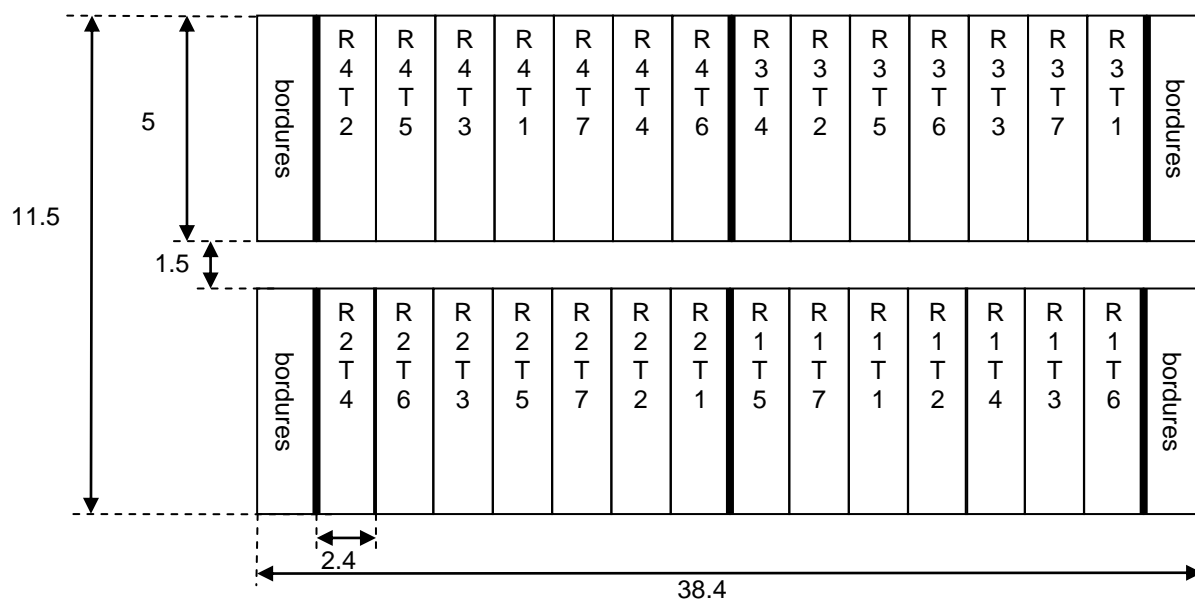 bordures R4T2 R4T5 R4T3 R4T1 R4T7 R4T4 R4T6 R3T4 R3T2 R3T5 R3T6 R3T3 R3T7 R3T1 bordures
5
11.5
1.5
bordures R2T4 R2T6 R2T3 R2T5 R2T7 R2T2 R2T1 R1T5 R1T7 R1T1 R1T2 R1T4 R1T3 R1T6 bordures
2.4
38.4